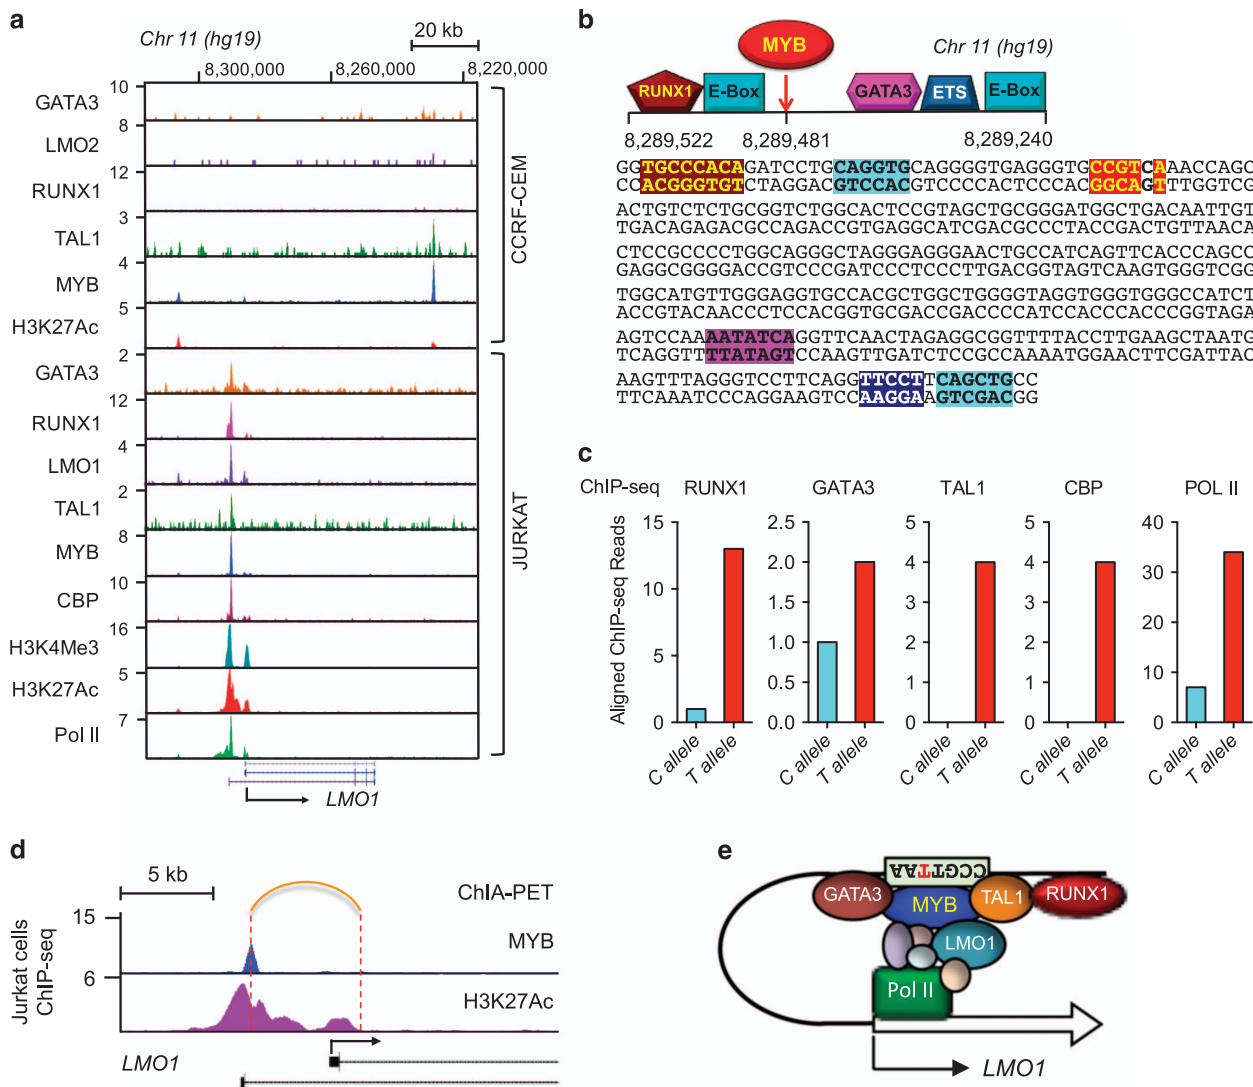 a
20 kb
Chr 11 (hg19)
8,300,000 8,260,000 8,220,000
10
GATA3
8
LMO2
12
RUNX1
3
TAL1
4
MYB
5
H3K27Ac
CCRF-CEM
2
GATA3
12
RUNX1
4
LMO1
2
TAL1
8
MYB
10
CBP
16
H3K4Me3
5
H3K27Ac
7
Pol II
JURKAT
LMO1
b
MYB
Chr 11 (hg19)
RUNX1 E-Box GATA3 ETS E-Box
8,289,522 8,289,481 8,289,240
GGTGCCCACAGATCCTGCAGGTGCAGGGGTGAGGGTGCCGTCAAACCAGC
CCACGGGTGTCTAGGACGTCCACGTCCCCACTCCCACGGCAGTTTGGTCG
ACTGTCTCTGCGGTCTGGCACTCCGTAGCTGCGGGATGGCTGACAATTGT
TGACAGAGACGCCAGACCGTGAGGCATCGACGCCCTACCGACTGTTAACA
CTCCGCCCCTGGCAGGGCTAGGGAGGGAACTGCCATCAGTTCACCCAGCC
GAGGCGGGGACCGTCCCGATCCCTCCCTTGACGGTAGTCAAGTGGGTCGG
TGGCATGTTGGGAGGTGCCACGCTGGCTGGGGTAGGTGGGTGGGCCATCT
ACCGTACAACCCTCCACGGTGCGACCGACCCCATCCACCCACCCGGTAGA
AGTCCAAAATATCAGGTTCAACTAGAGGCGGTTTTACCTTGAAGCTAATG
TCAGGTTTTATAGTCCAAGTTGATCTCCGCCAAAATGGAACTTCGATTAC
AAGTTTAGGGTCCTTCAGGTTCCTTCAGCTGCC
TTCAAATCCCAGGAAGTCCAAGGAAGTCGACGG
c
ChIP-seq RUNX1 GATA3 TAL1 CBP POL II
Aligned ChIP-seq Reads
15
10
5
0
2.5
2.0
1.5
1.0
0.5
0.0
5
4
3
2
1
0
5
4
3
2
1
0
40
30
20
10
0
C allele T allele C allele T allele C allele T allele C allele T allele C allele T allele
d
5 kb
ChIA-PET
15
MYB
6
H3K27Ac
Jurkat cells
ChIP-seq
LMO1
e
CCGTTAA
GATA3 MYB TAL1 RUNX1
LMO1
Pol II
LMO1